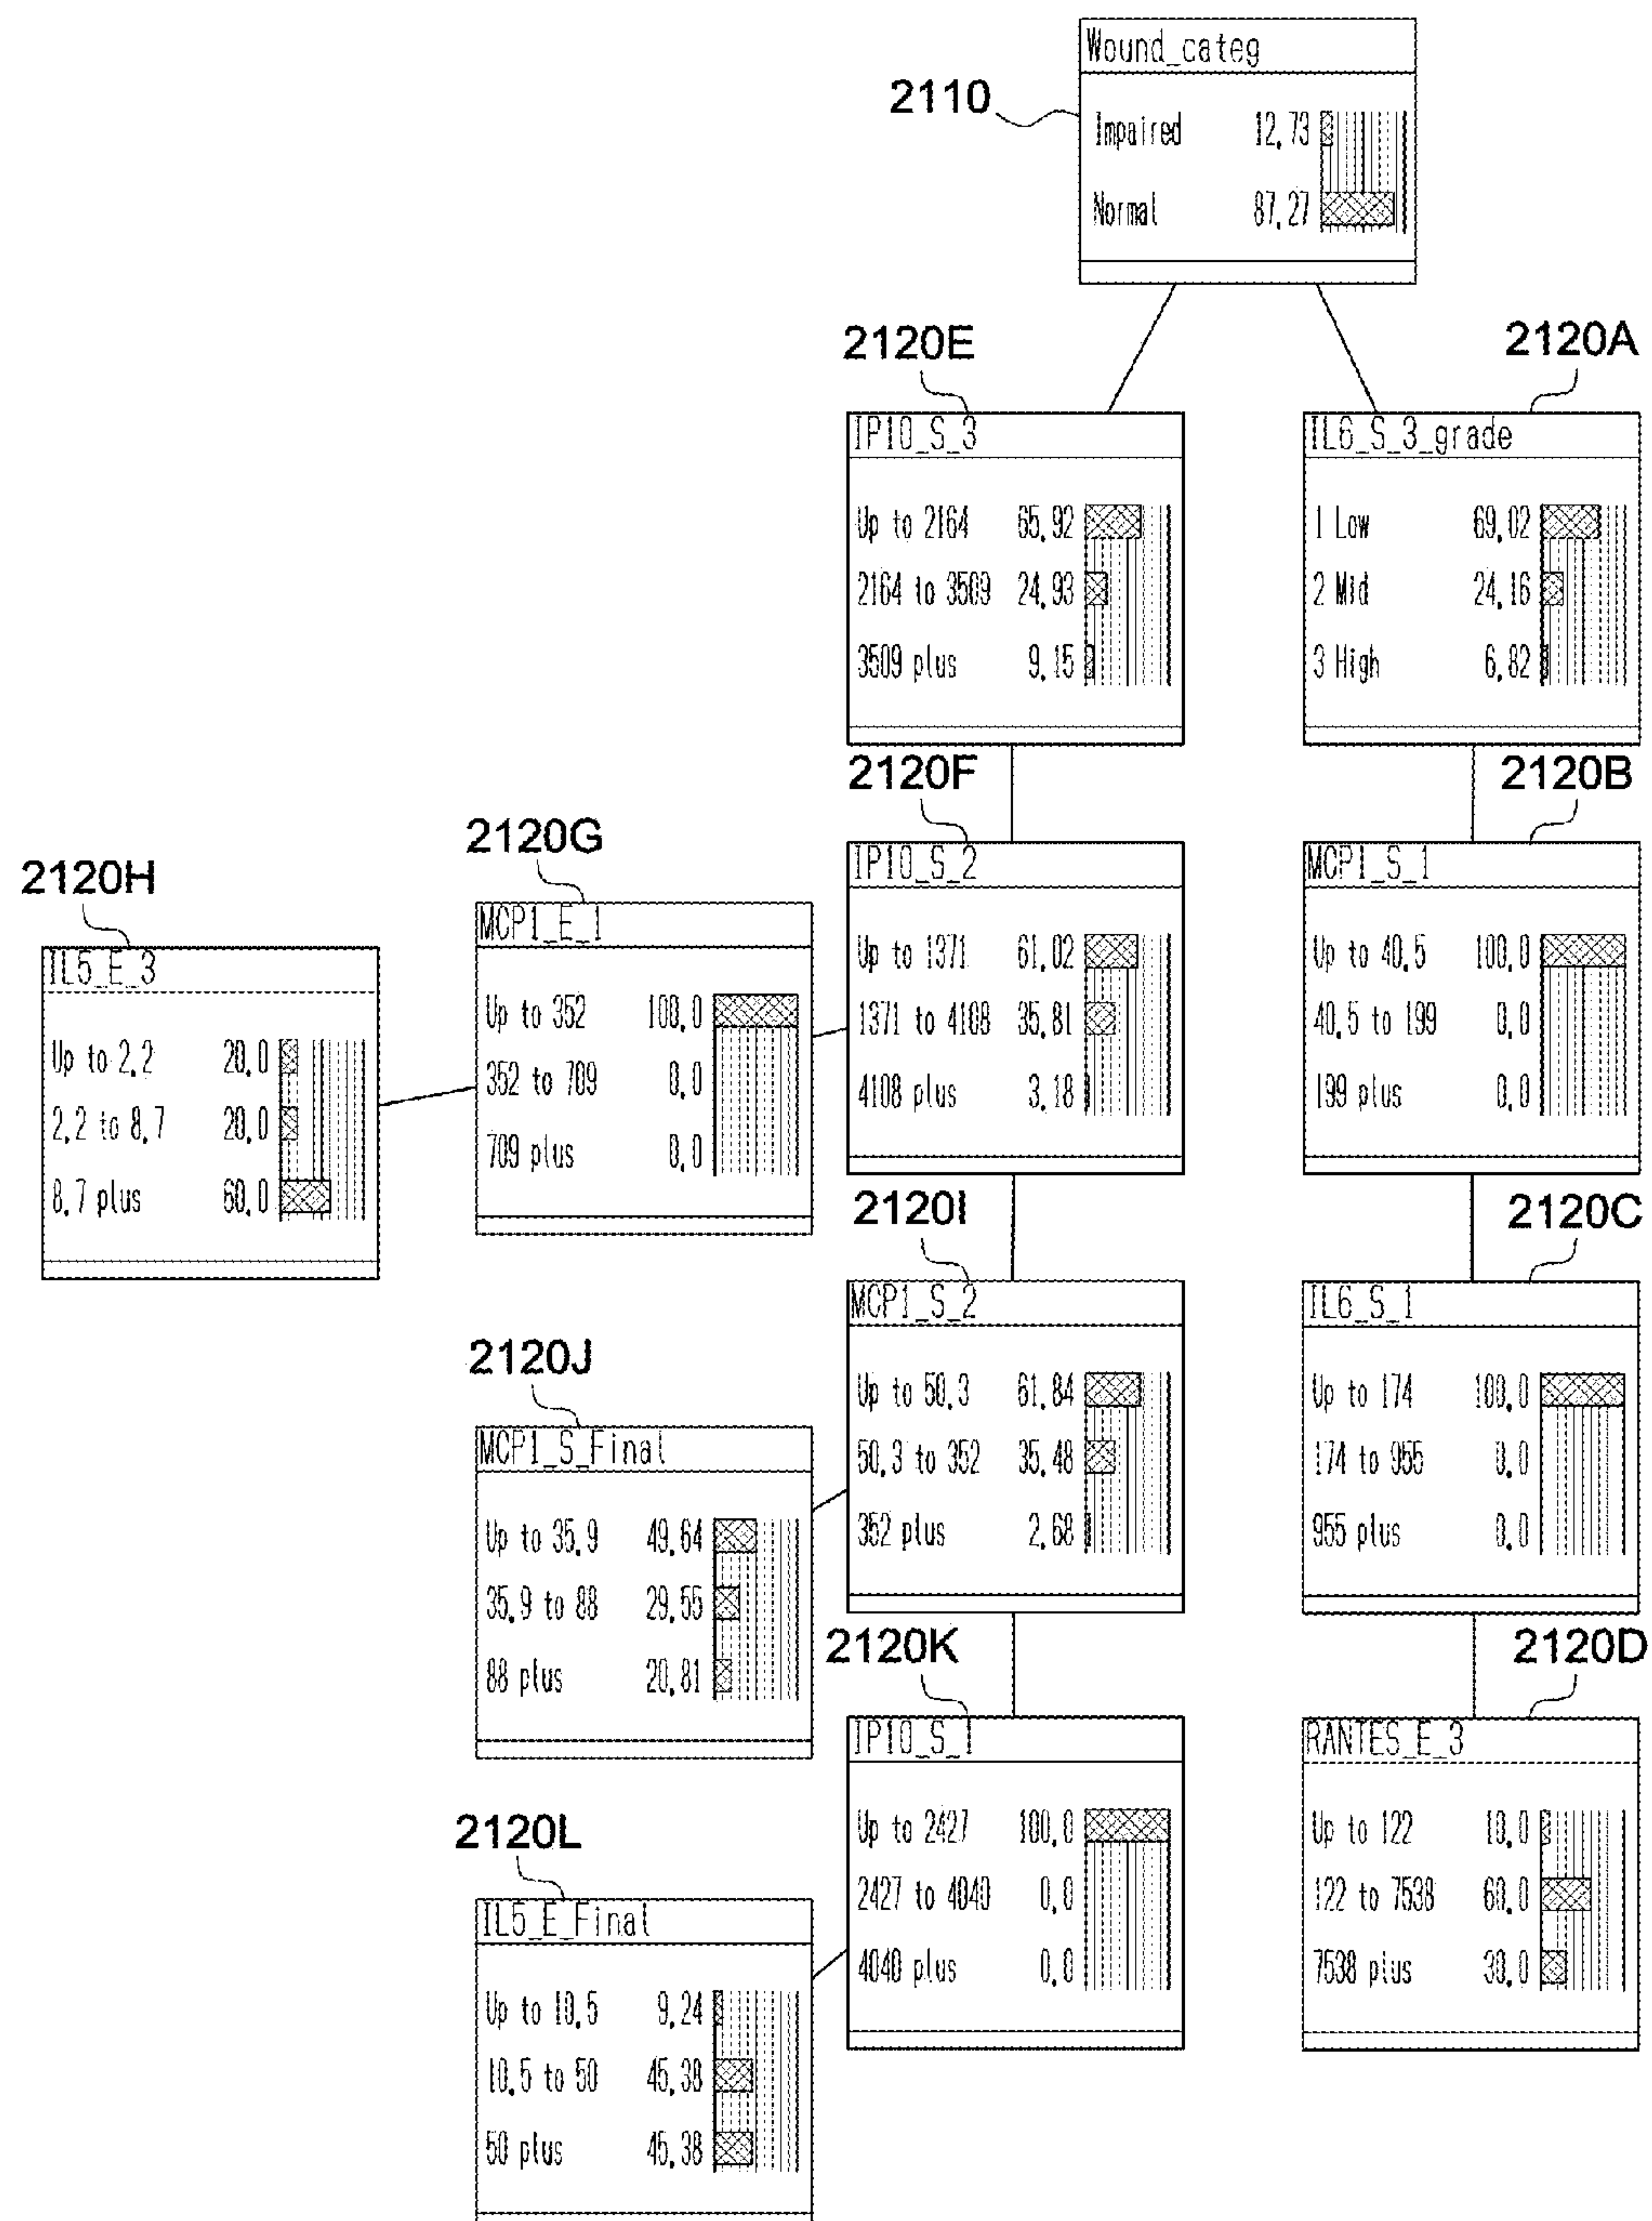 Wound_categ
2110
Impaired 12.73
Normal 87.27
2120E
IP10_S_3
Up to 2164 65.92
2164 to 3509 24.93
3509 plus 9.15
2120A
IL6_S_3_grade
1 Low 69.02
2 Mid 24.16
3 High 6.82
2120F
IP10_S_2
Up to 1371 61.02
1371 to 4108 35.81
4108 plus 3.18
2120B
MCP1_S_1
Up to 40.5 100.0
40.5 to 199 0.0
199 plus 0.0
2120G
MCP1_E_1
Up to 352 100.0
352 to 709 0.0
709 plus 0.0
2120H
IL5_E_3
Up to 2.2 20.0
2.2 to 8.7 20.0
8.7 plus 60.0
2120I
MCP1_S_2
Up to 50.3 61.84
50.3 to 352 35.48
352 plus 2.68
2120C
IL6_S_1
Up to 174 100.0
174 to 955 0.0
955 plus 0.0
2120J
MCP1_S_Final
Up to 35.9 49.64
35.9 to 88 29.55
88 plus 20.81
2120K
IP10_S_1
Up to 2427 100.0
2427 to 4040 0.0
4040 plus 0.0
2120D
RANTES_E_3
Up to 122 10.0
122 to 7538 60.0
7538 plus 30.0
2120L
IL5_E_Final
Up to 10.5 9.24
10.5 to 50 45.38
50 plus 45.38